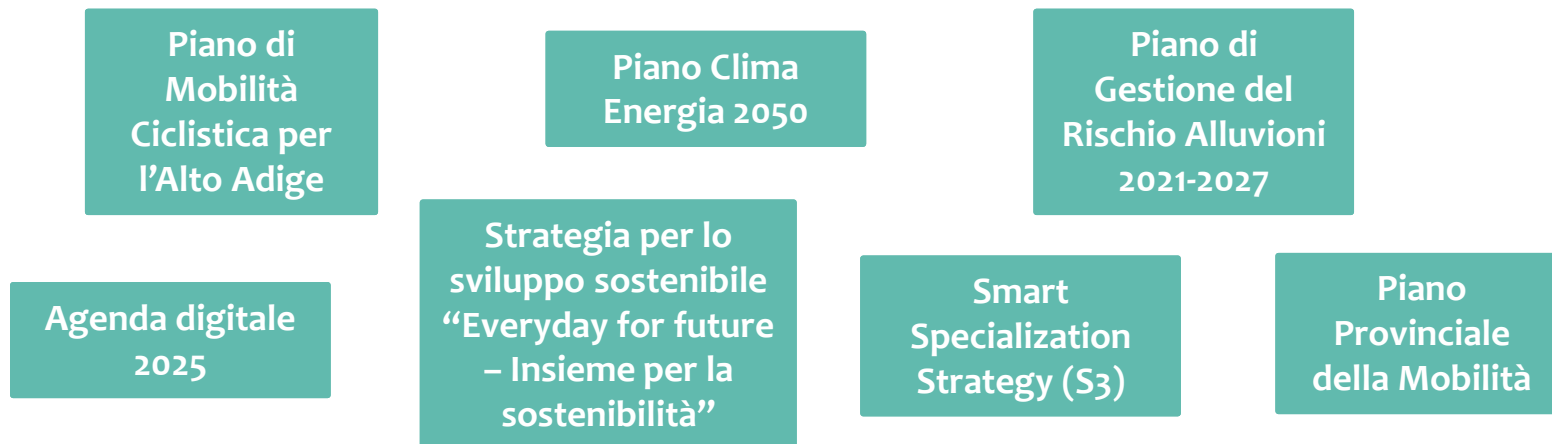 Piano di
Mobilità
Ciclistica per
l’Alto Adige
Piano Clima
Energia 2050
Piano di
Gestione del
Rischio Alluvioni
2021-2027
Agenda digitale
2025
Strategia per lo
sviluppo sostenibile
“Everyday for future
– Insieme per la
sostenibilità”
Smart
Specialization
Strategy (S3)
Piano
Provinciale
della Mobilità